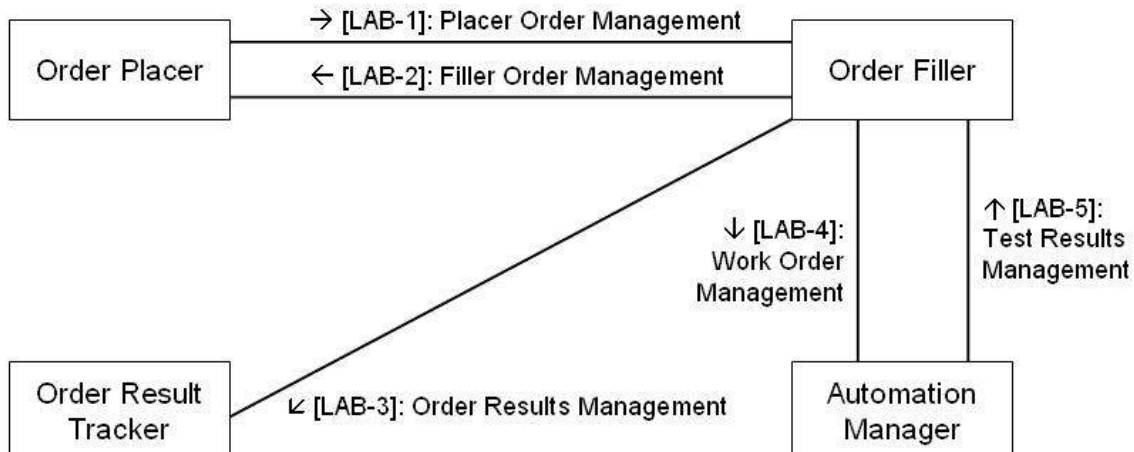 → [LAB-1]: Placer Order Management
Order Placer
← [LAB-2]: Filler Order Management
Order Filler
↓ [LAB-4]:
Work Order
Management
↑ [LAB-5]:
Test Results
Management
Order Result
Tracker
↙ [LAB-3]: Order Results Management
Automation
Manager